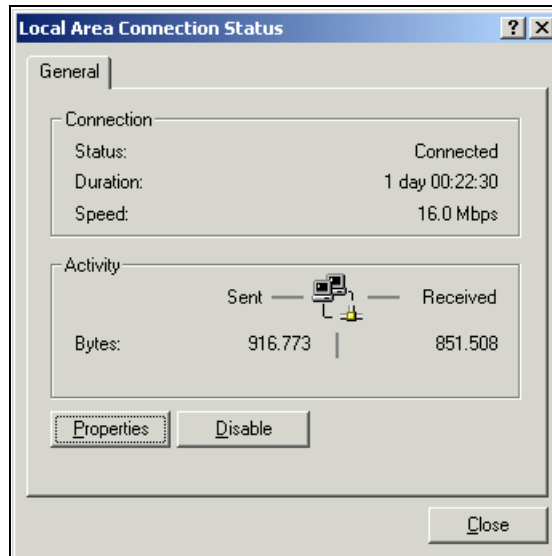 Local Area Connection Status
General
Connection
Status: Connected
Duration: 1 day 00:22:30
Speed: 16.0 Mbps
Activity
Sent Received
Bytes: 916.773 851.508
Properties Disable
Close